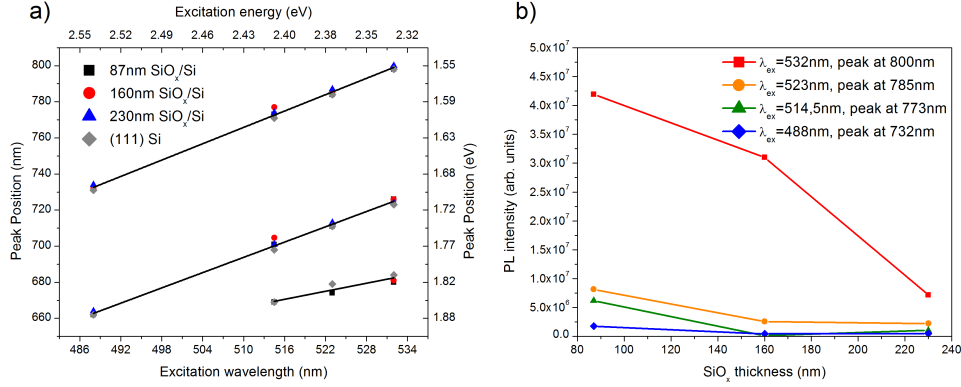 a)
Excitation energy (eV)
2.55 2.52 2.49 2.46 2.43 2.40 2.37 2.35 2.32
800
780
760
740
720
700
680
660
Peak Position (nm)
87nm SiOx/Si
160nm SiOx/Si
230nm SiOx/Si
(111) Si
1.55
1.59
1.63
1.68
1.72
1.77
1.82
1.88
Peak Position (eV)
486 492 498 504 510 516 522 528 534
Excitation wavelength (nm)
b)
5.0x10^7
4.5x10^7
4.0x10^7
3.5x10^7
3.0x10^7
2.5x10^7
2.0x10^7
1.5x10^7
1.0x10^7
5.0x10^6
0.0
PL intensity (arb. units)
λex=532nm, peak at 800nm
λex=523nm, peak at 785nm
λex=514,5nm, peak at 773nm
λex=488nm, peak at 732nm
80 100 120 140 160 180 200 220 240
SiOx thickness (nm)